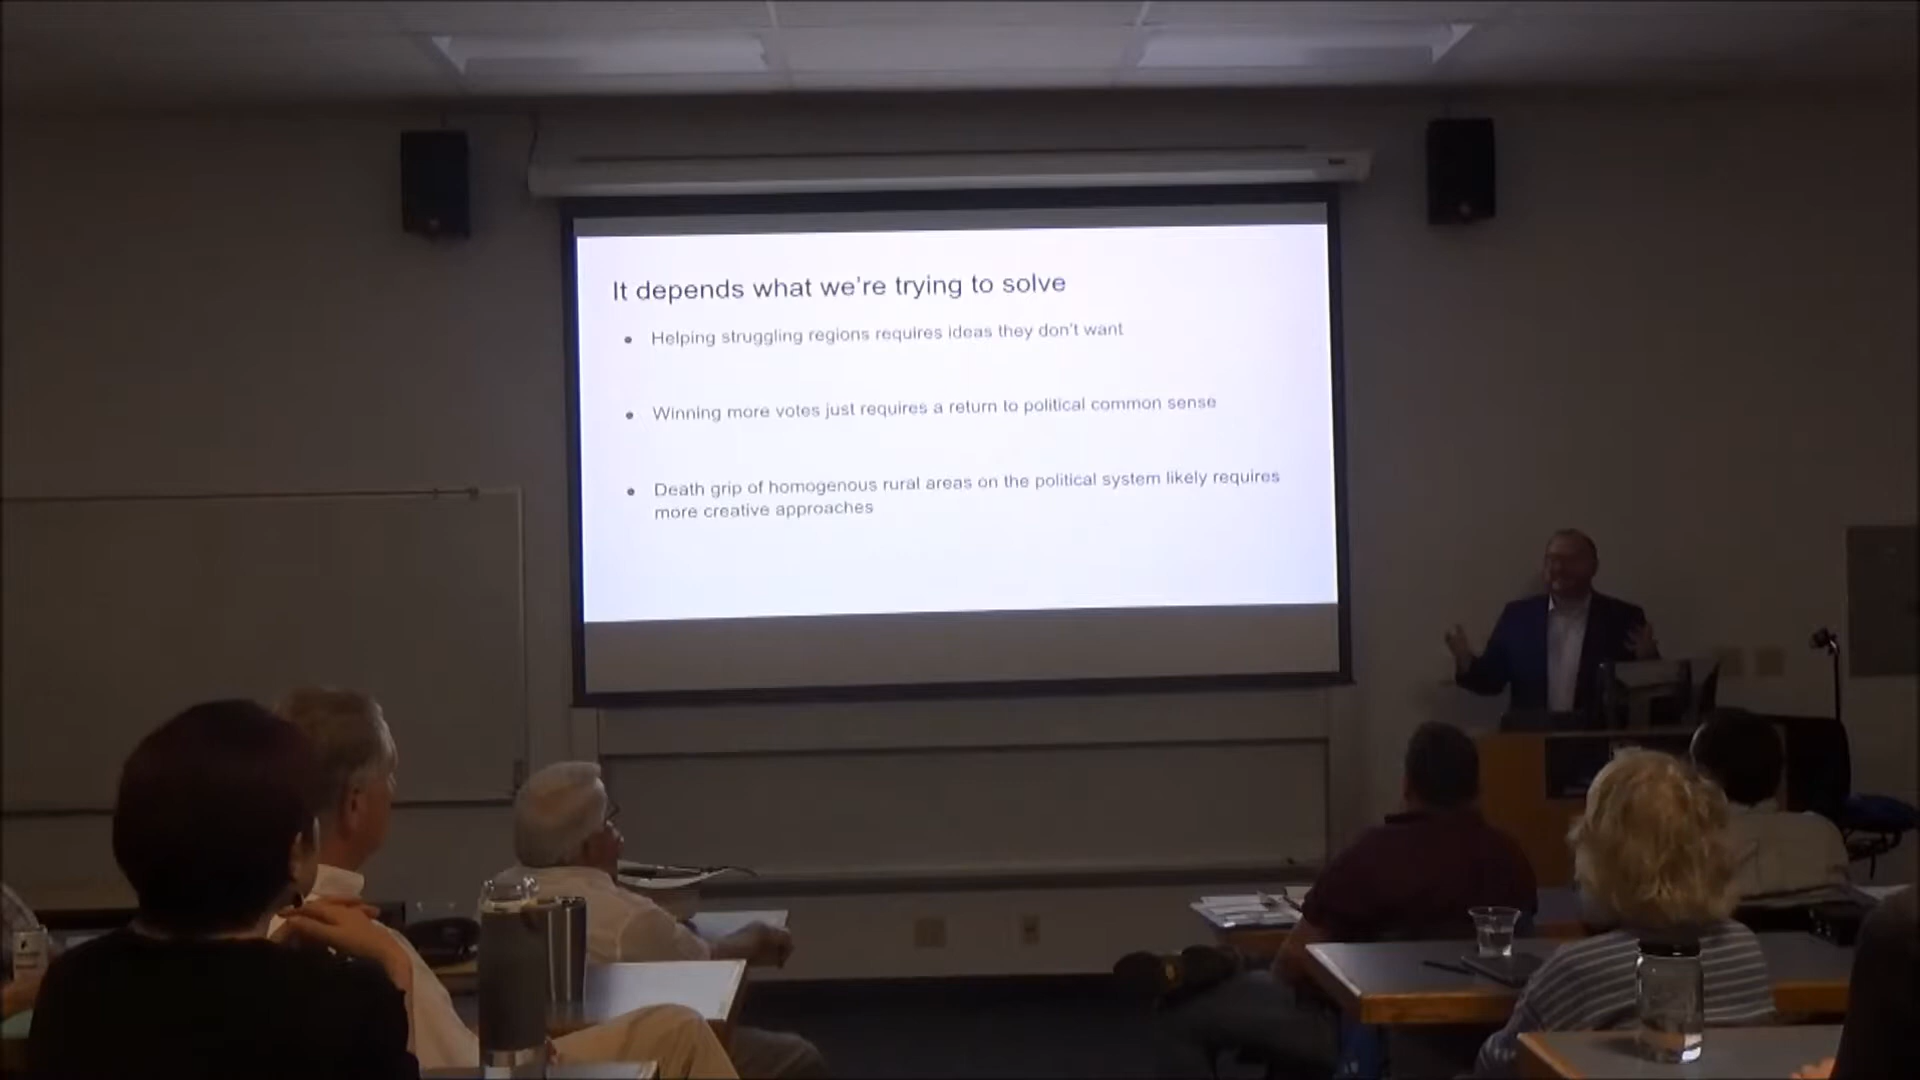 It depends what we're trying to solve
● Helping struggling regions requires ideas they don't want
● Winning more votes just requires a return to political common sense
● Death grip of homogenous rural areas on the political system likely requires
more creative approaches